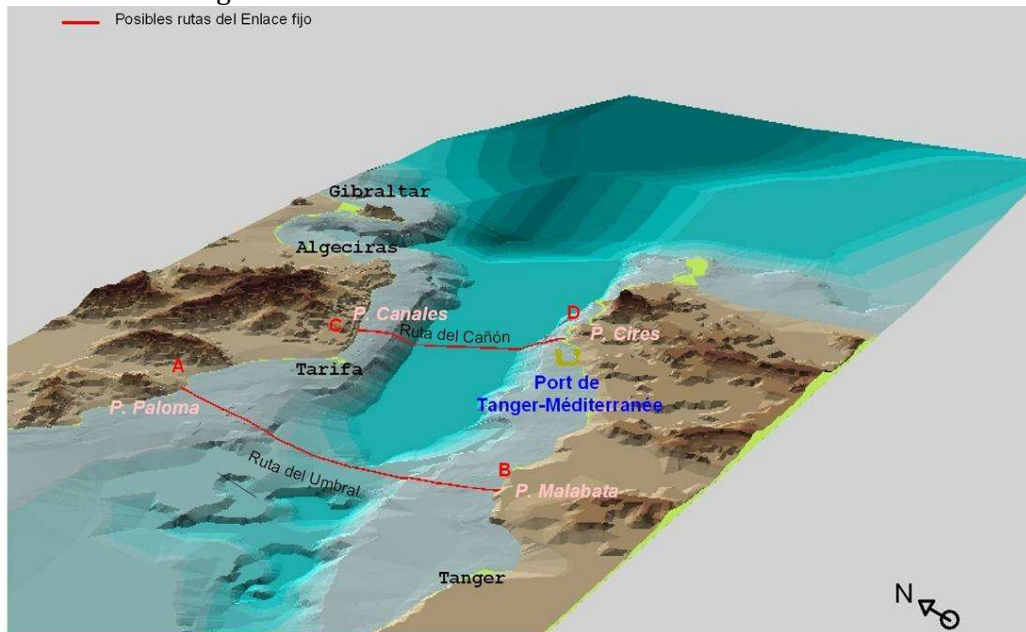 Posibles rutas del Enlace fijo
Gibraltar
Algeciras
P. Canales
C
D
Ruta del Cañón
P. Cires
A
Tarifa
Port de
Tanger-Méditerranée
P. Paloma
Ruta del Umbral
B
P. Malabata
Tanger
N